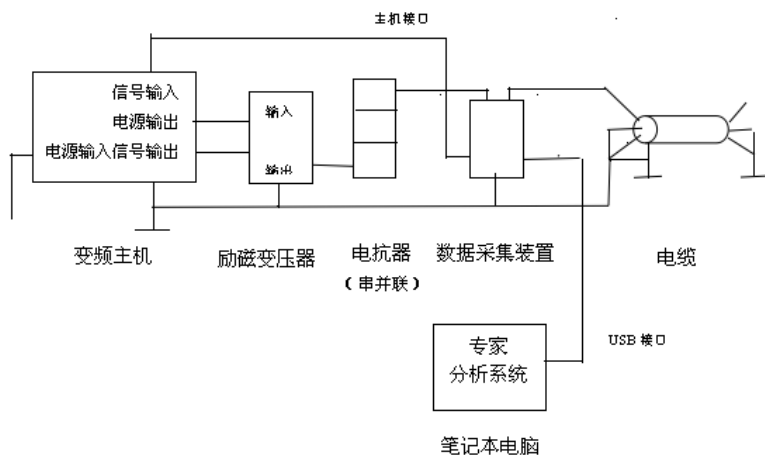 主机接口
信号输入
电源输出
电源输入信号输出
输入
输出
变频主机
励磁变压器
电抗器
（串并联）
数据采集装置
电缆
USB 接口
专家
分析系统
笔记本电脑